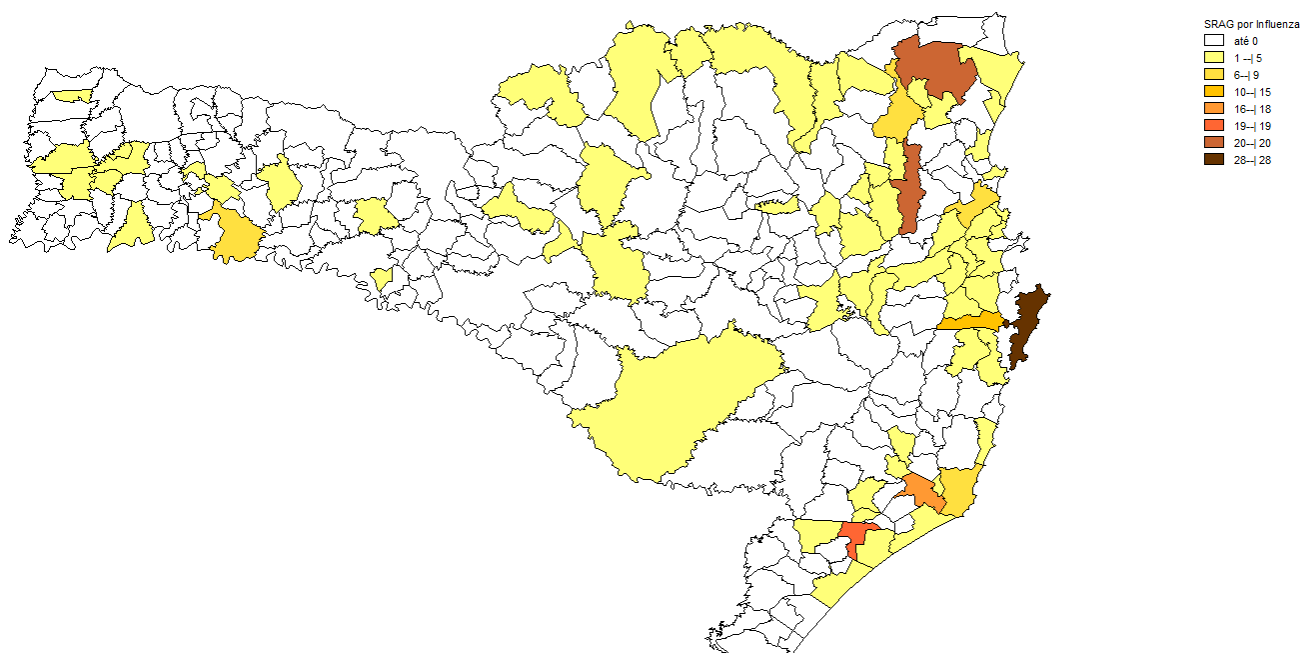 SRAG por Influenza
até 0
1 --| 5
6--| 9
10--| 15
16--| 18
19--| 19
20--| 20
28--| 28